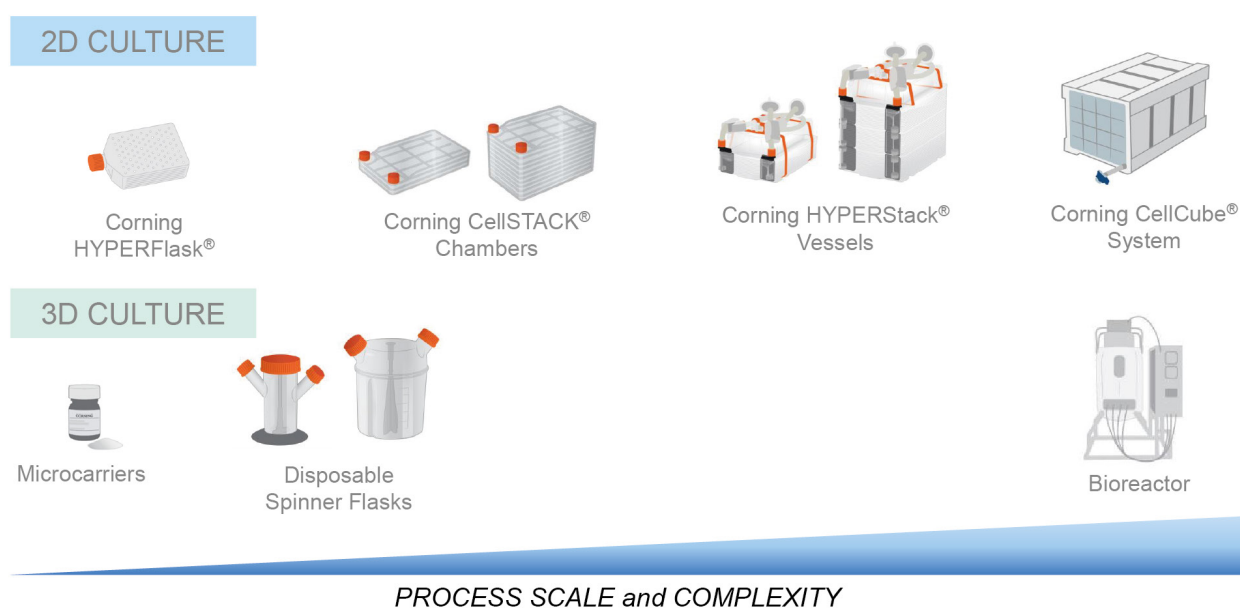 2D CULTURE
Corning
HYPERFlask®
Corning CellSTACK®
Chambers
Corning HYPERStack®
Vessels
Corning CellCube®
System
3D CULTURE
Microcarriers
Disposable
Spinner Flasks
Bioreactor
PROCESS SCALE and COMPLEXITY